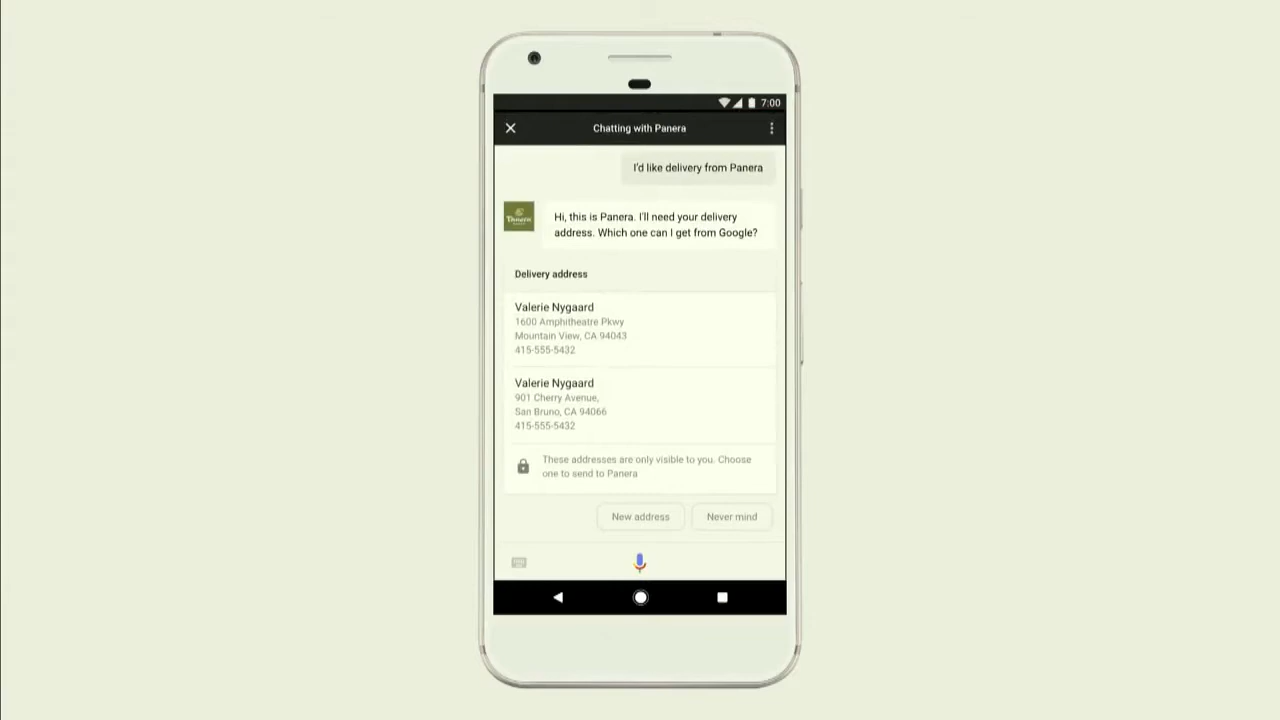 7:00
Chatting with Panera
I'd like delivery from Panera
Panera
Hi, this is Panera. I'll need your delivery
address. Which one can I get from Google?
Delivery address
Valerie Nygaard
1600 Amphitheatre Pkwy
Mountain View, CA 94043
415-555-5432
Valerie Nygaard
901 Cherry Avenue,
San Bruno, CA 94066
415-555-5432
These addresses are only visible to you. Choose
one to send to Panera
New address
Never mind